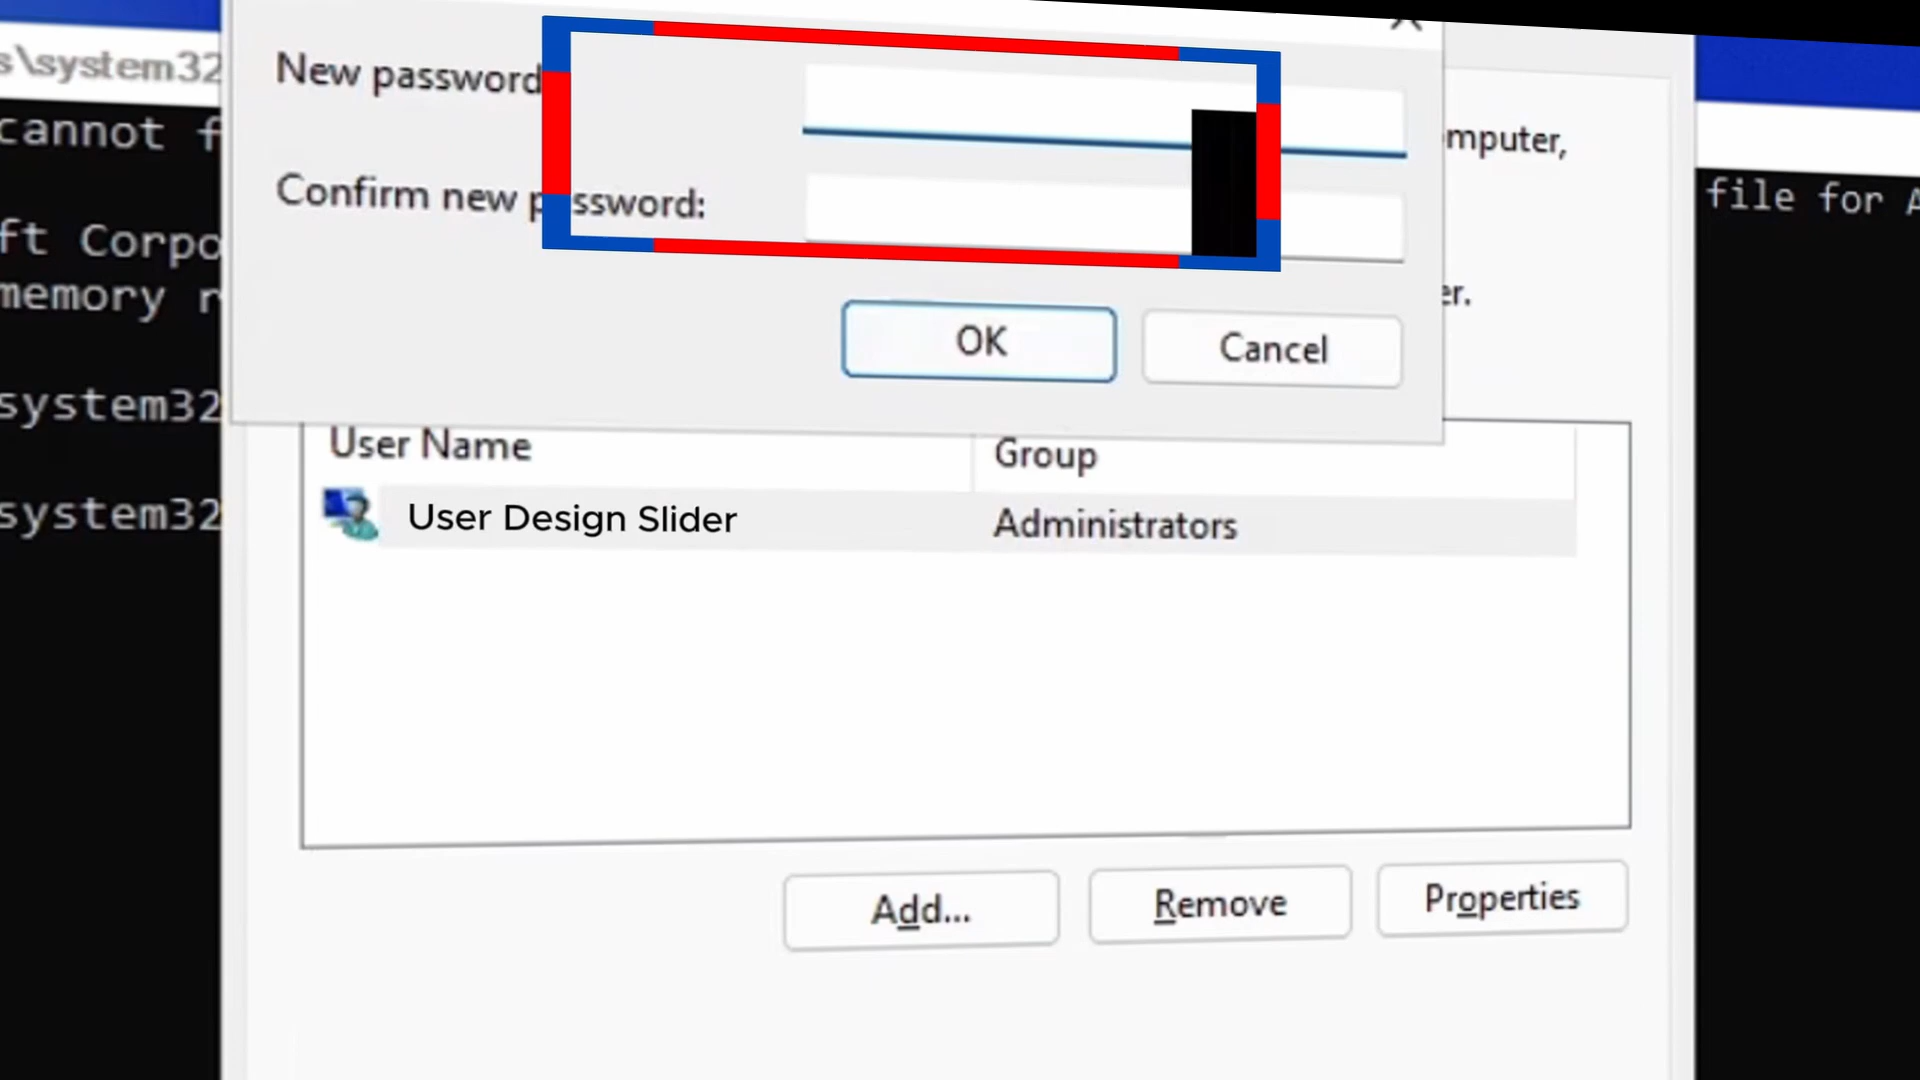 s\system32
New password
cannot f
mputer,
Confirm new p ssword:
file for A
ft Corpo
memory r
er.
OK
Cancel
system32
User Name
Group
system32
User Design Slider
Administrators
Add...
Remove
Properties